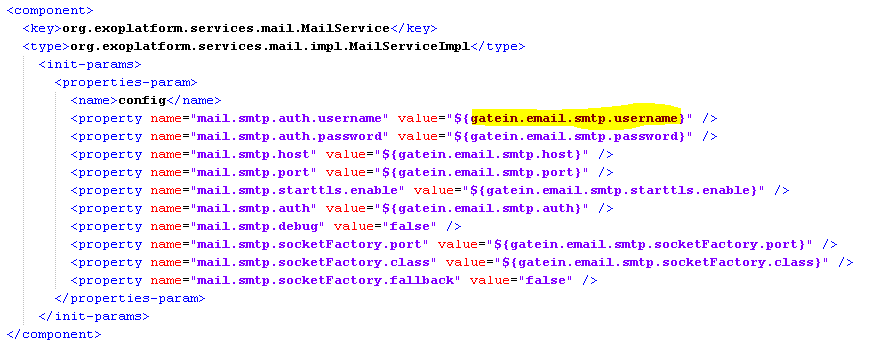 <component>
<key>org.exoplatform.services.mail.MailService</key>
<type>org.exoplatform.services.mail.impl.MailServiceImpl</type>
<init-params>
<properties-param>
<name>config</name>
<property name="mail.smtp.auth.username" value="${gatein.email.smtp.username}" />
<property name="mail.smtp.auth.password" value="${gatein.email.smtp.password}" />
<property name="mail.smtp.host" value="${gatein.email.smtp.host}" />
<property name="mail.smtp.port" value="${gatein.email.smtp.port}" />
<property name="mail.smtp.starttls.enable" value="${gatein.email.smtp.starttls.enable}" />
<property name="mail.smtp.auth" value="${gatein.email.smtp.auth}" />
<property name="mail.smtp.debug" value="false" />
<property name="mail.smtp.socketFactory.port" value="${gatein.email.smtp.socketFactory.port}" />
<property name="mail.smtp.socketFactory.class" value="${gatein.email.smtp.socketFactory.class}" />
<property name="mail.smtp.socketFactory.fallback" value="false" />
</properties-param>
</init-params>
</component>